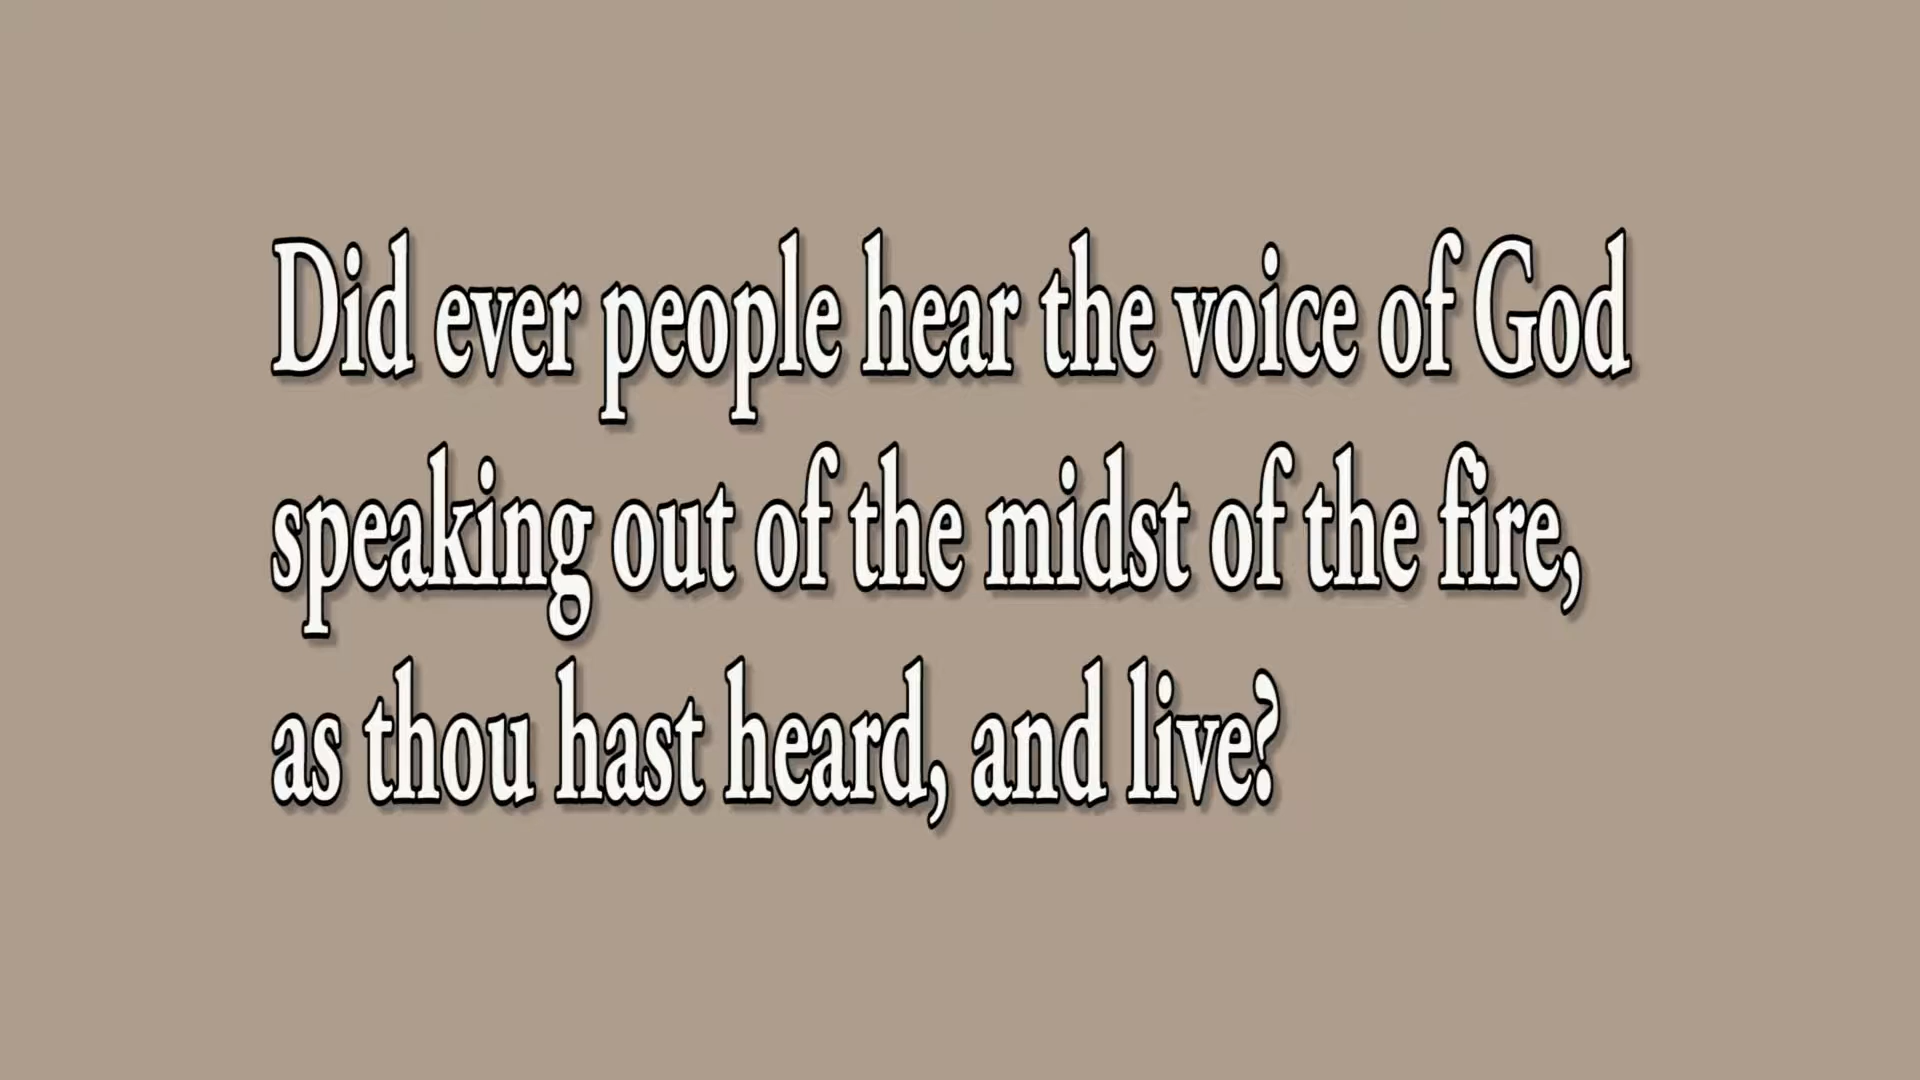 Did ever people hear the voice of God
speaking out of the midst of the fire,
as thou hast heard, and live?